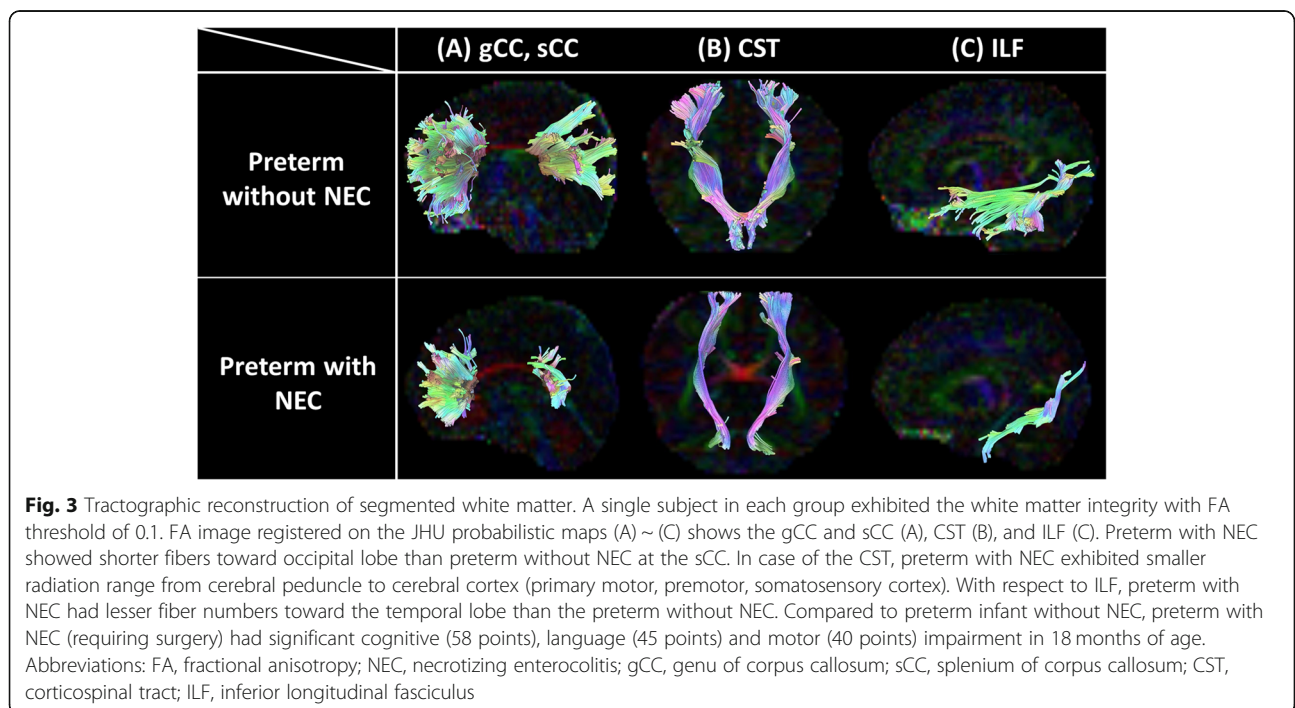 (A) gCC, sCC
(B) CST
(C) ILF
Preterm
without NEC
Preterm with
NEC
Fig. 3 Tractographic reconstruction of segmented white matter. A single subject in each group exhibited the white matter integrity with FA
threshold of 0.1. FA image registered on the JHU probabilistic maps (A) ~ (C) shows the gCC and sCC (A), CST (B), and ILF (C). Preterm with NEC
showed shorter fibers toward occipital lobe than preterm without NEC at the sCC. In case of the CST, preterm with NEC exhibited smaller
radiation range from cerebral peduncle to cerebral cortex (primary motor, premotor, somatosensory cortex). With respect to ILF, preterm with
NEC had lesser fiber numbers toward the temporal lobe than the preterm without NEC. Compared to preterm infant without NEC, preterm with
NEC (requiring surgery) had significant cognitive (58 points), language (45 points) and motor (40 points) impairment in 18 months of age.
Abbreviations: FA, fractional anisotropy; NEC, necrotizing enterocolitis; gCC, genu of corpus callosum; sCC, splenium of corpus callosum; CST,
corticospinal tract; ILF, inferior longitudinal fasciculus